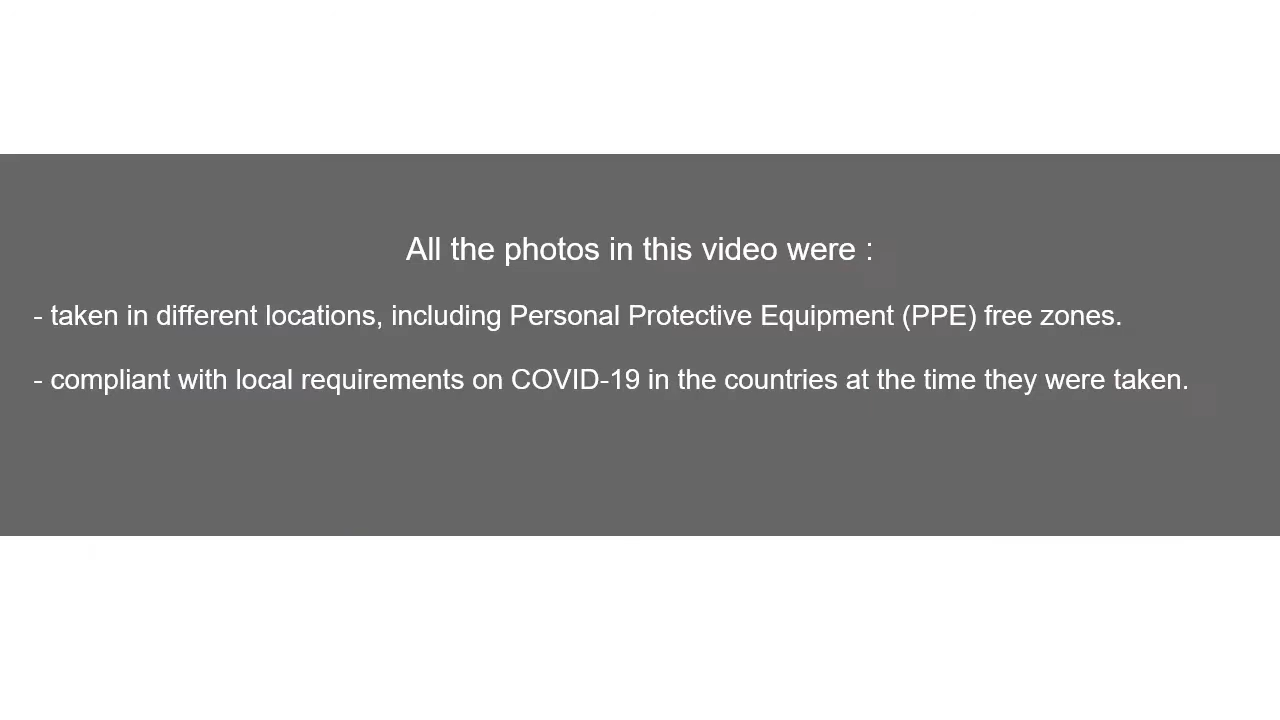 All the photos in this video were :
- taken in different locations, including Personal Protective Equipment (PPE) free zones.
- compliant with local requirements on COVID-19 in the countries at the time they were taken.